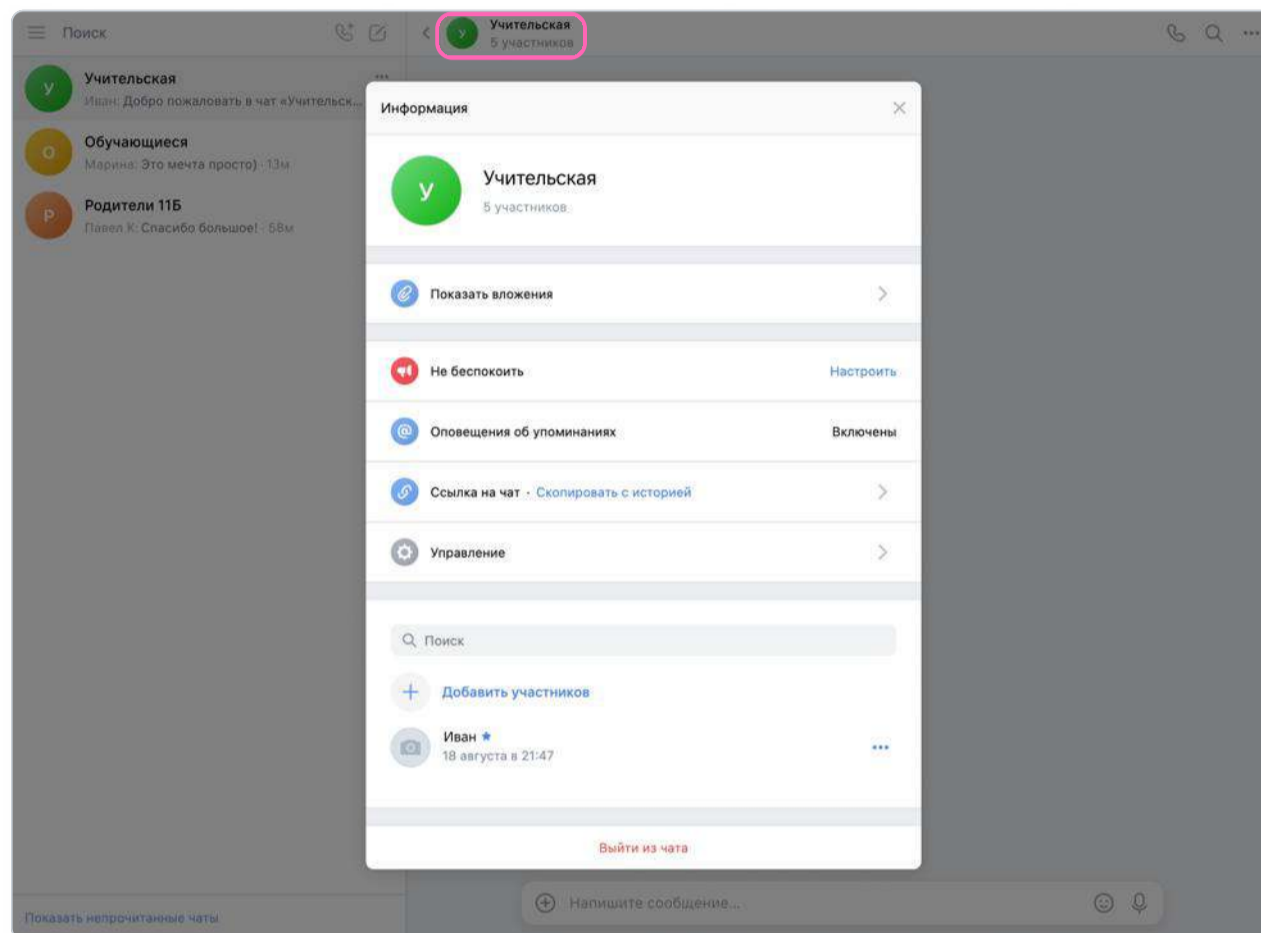 Поиск
Учительская
Иван: Добро пожаловать в чат «Учительск...
Обучающиеся
Марина: Это мечта просто) · 13м
Родители 11Б
Павел К: Спасибо большое! · 58м
Показать непрочитанные чаты
У
О
Р
У
Учительская
5 участников
Информация
У
Учительская
5 участников
Показать вложения
Не беспокоить
Настроить
Оповещения об упоминаниях
Включены
Ссылка на чат · Скопировать с историей
Управление
Поиск
Добавить участников
Иван
18 августа в 21:47
Выйти из чата
Напишите сообщение...